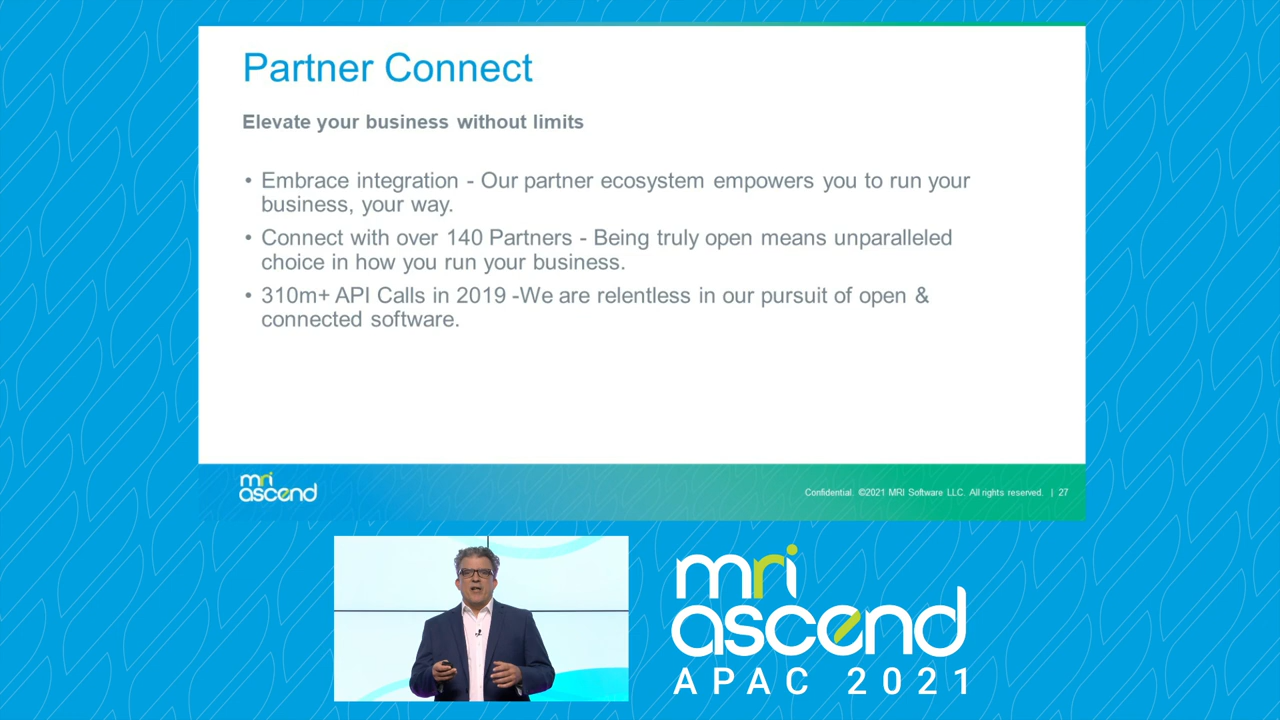 Partner Connect
Elevate your business without limits
• Embrace integration - Our partner ecosystem empowers you to run your
business, your way.
• Connect with over 140 Partners - Being truly open means unparalleled
choice in how you run your business.
• 310m+ API Calls in 2019 -We are relentless in our pursuit of open &
connected software.
mri
ascend
Confidential. ©2021 MRI Software LLC. All rights reserved. | 27
mri
ascend
APAC 2021